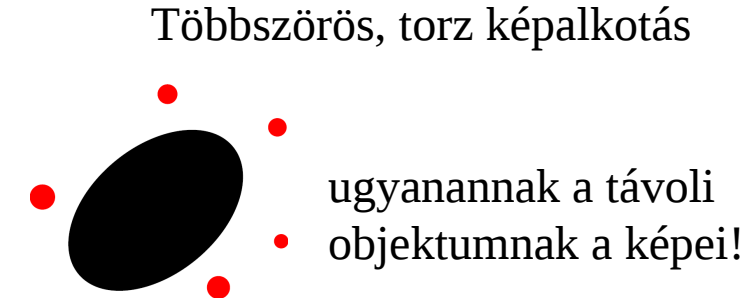 Többszörös, torz képalkotás
ugyanannak a távoli
objektumnak a képei!